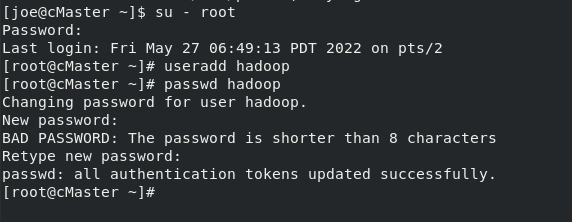 [joe@cMaster ~]$ su - root
Password:
Last login: Fri May 27 06:49:13 PDT 2022 on pts/2
[root@cMaster ~]# useradd hadoop
[root@cMaster ~]# passwd hadoop
Changing password for user hadoop.
New password:
BAD PASSWORD: The password is shorter than 8 characters
Retype new password:
passwd: all authentication tokens updated successfully.
[root@cMaster ~]#